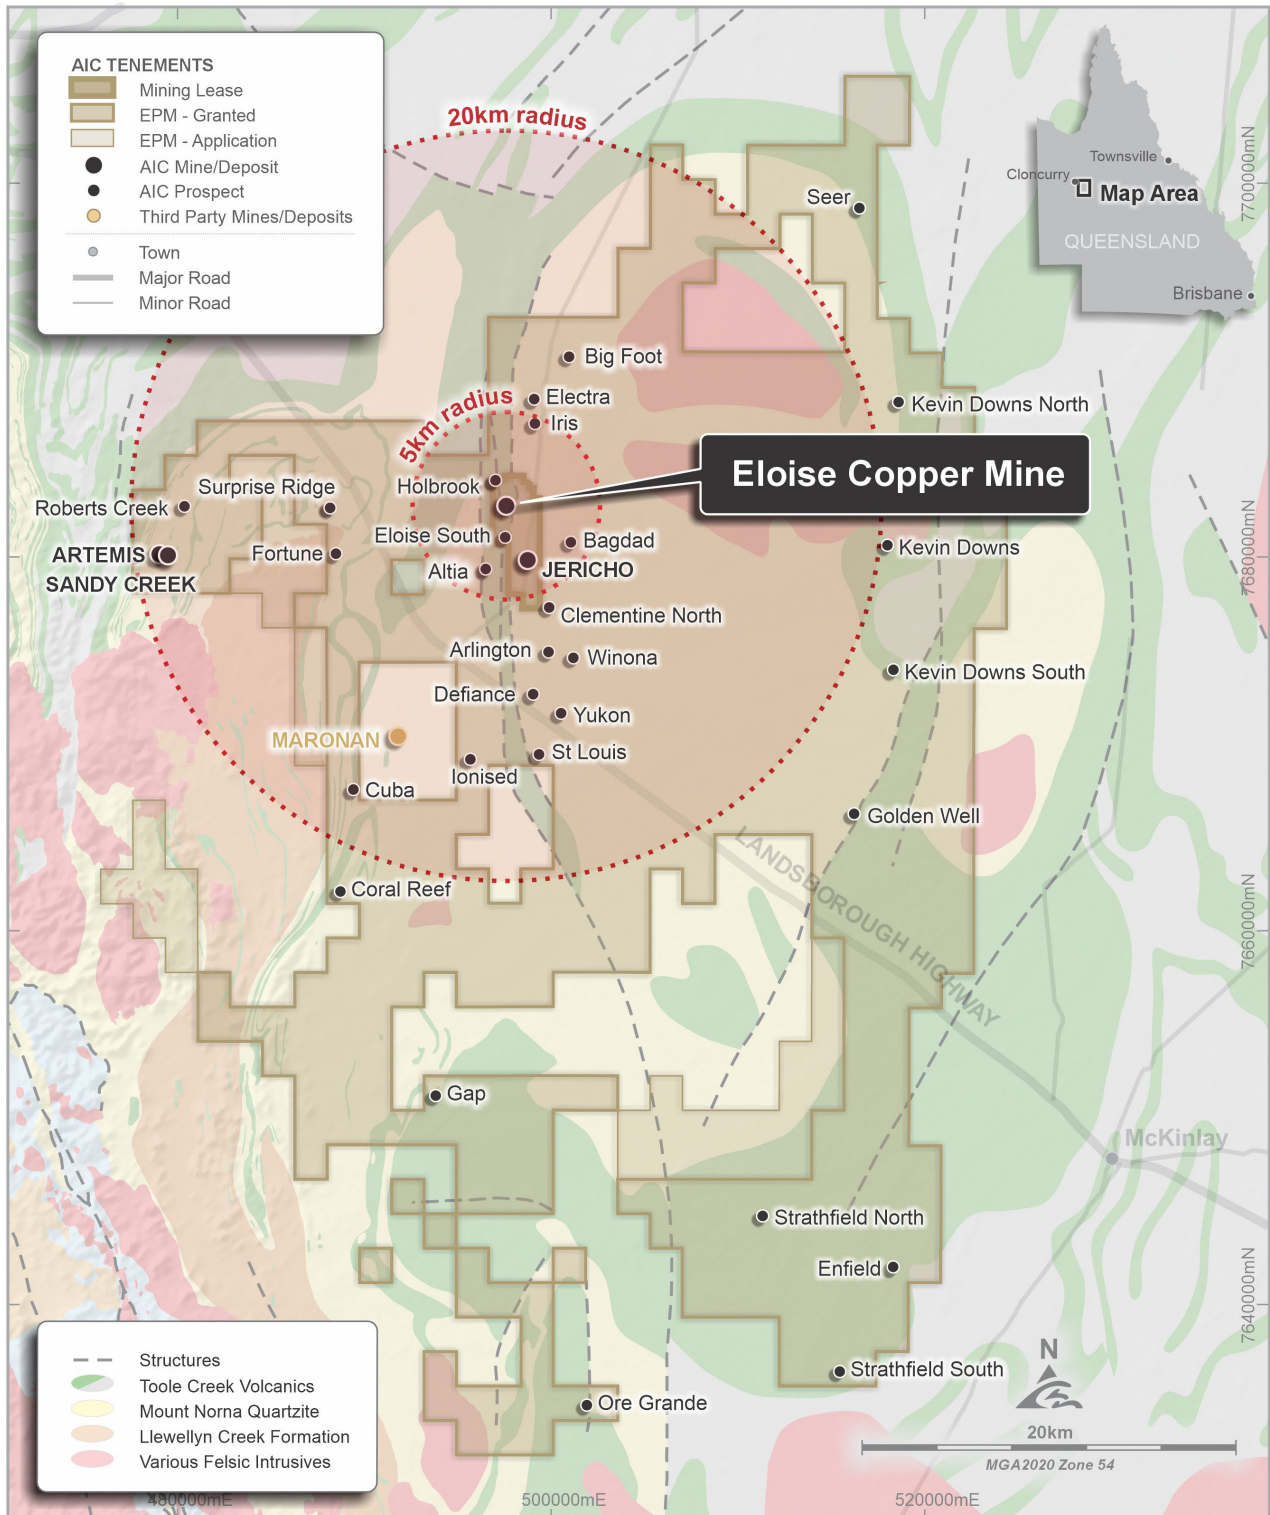 AIC TENEMENTS
Mining Lease
EPM - Granted
EPM - Application
AIC Mine/Deposit
AIC Prospect
Third Party Mines/Deposits
Town
Major Road
Minor Road
20km radius
Townsville
Cloncurry
Map Area
QUEENSLAND
Brisbane
7700000mN
Seer
Big Foot
Electra
Iris
5km radius
Kevin Downs North
Eloise Copper Mine
Holbrook
Surprise Ridge
Roberts Creek
Eloise South
Bagdad
Kevin Downs
ARTEMIS
Fortune
Altia
JERICHO
SANDY CREEK
7680000mN
Clementine North
Arlington
Winona
Kevin Downs South
Defiance
Yukon
MARONAN
St Louis
Ionised
Cuba
Golden Well
LANDSBOROUGH HIGHWAY
Coral Reef
7660000mN
Gap
McKinlay
Strathfield North
Enfield
7640000mN
Strathfield South
Ore Grande
Structures
Toole Creek Volcanics
Mount Norna Quartzite
Llewellyn Creek Formation
Various Felsic Intrusives
N
20km
MGA2020 Zone 54
480000mE
500000mE
520000mE